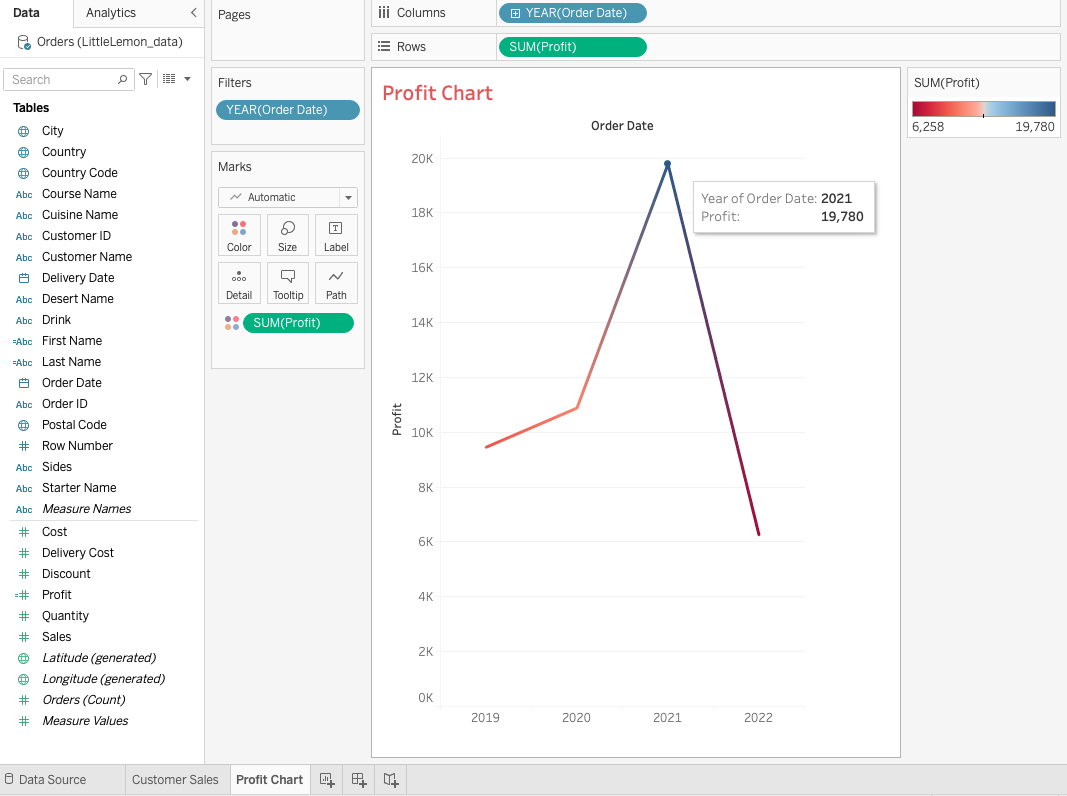 Data
Analytics
Orders (LittleLemon_data)
Search
Tables
City
Country
Country Code
Abc Course Name
Abc Cuisine Name
Abc Customer ID
Abc Customer Name
Delivery Date
Abc Desert Name
Abc Drink
=Abc First Name
=Abc Last Name
Order Date
Abc Order ID
Postal Code
# Row Number
Abc Sides
Abc Starter Name
Abc Measure Names
# Cost
# Delivery Cost
# Discount
=# Profit
# Quantity
# Sales
Latitude (generated)
Longitude (generated)
# Orders (Count)
# Measure Values
Pages
Filters
YEAR(Order Date)
Marks
Automatic
Color
Size
T
Label
Detail
Tooltip
Path
SUM(Profit)
Columns
YEAR(Order Date)
Rows
SUM(Profit)
Profit Chart
Order Date
20K
18K
16K
14K
12K
10K
8K
6K
4K
2K
0K
Profit
2019
2020
2021
2022
Year of Order Date: 2021
Profit: 19,780
SUM(Profit)
6,258
19,780
Data Source
Customer Sales
Profit Chart